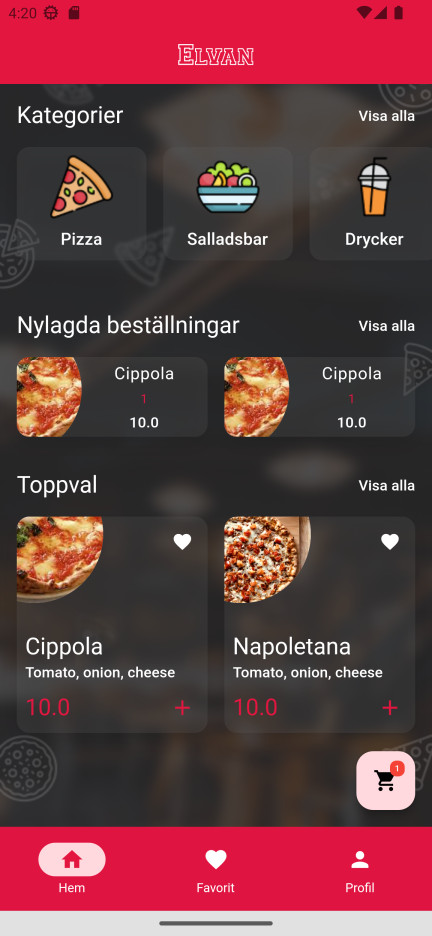 4:20
ELVAN
Kategorier
Visa alla
Pizza
Salladsbar
Drycker
Nylagda beställningar
Visa alla
Cippola
1
10.0
Cippola
1
10.0
Toppval
Visa alla
Cippola
Tomato, onion, cheese
10.0 +
Napoletana
Tomato, onion, cheese
10.0 +
1
Hem
Favorit
Profil